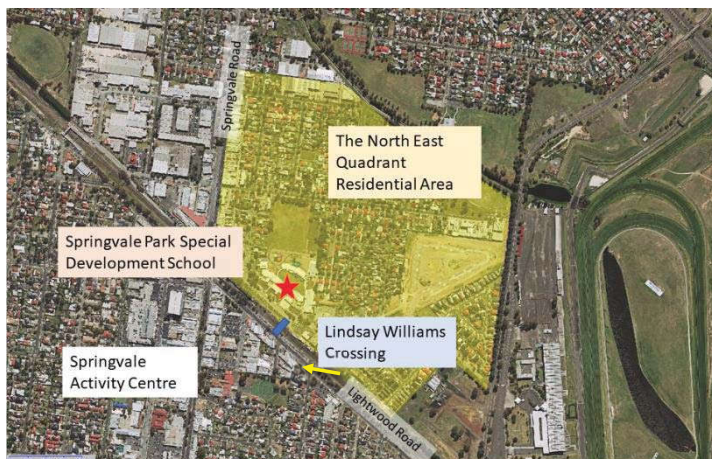 Springvale Road
The North East
Quadrant
Residential Area
Springvale Park Special
Development School
Lindsay Williams
Crossing
Springvale
Activity Centre
Lightwood Road